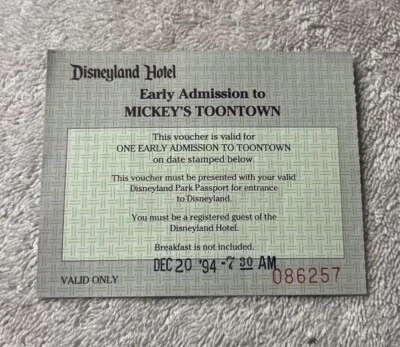 Disneyland Hotel
Early Admission to
MICKEY'S TOONTOWN
This voucher is valid for
ONE EARLY ADMISSION TO TOONTOWN
on date stamped below.
This voucher must be presented with your valid
Disneyland Park Passport for entrance
to Disneyland.
You must be a registered guest of the
Disneyland Hotel.
Breakfast is not included.
DEC 20 '94 -7 30 AM
VALID ONLY
086257